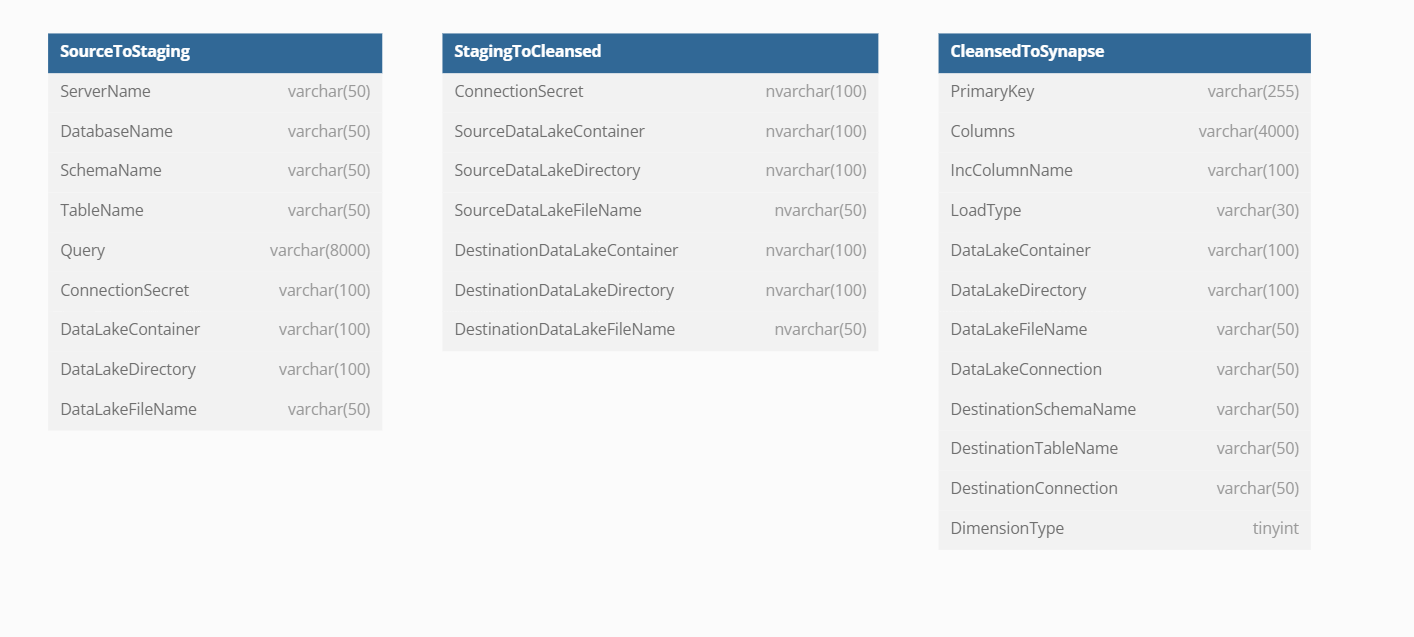 SourceToStaging
ServerName varchar(50)
DatabaseName varchar(50)
SchemaName varchar(50)
TableName varchar(50)
Query varchar(8000)
ConnectionSecret varchar(100)
DataLakeContainer varchar(100)
DataLakeDirectory varchar(100)
DataLakeFileName varchar(50)
StagingToCleansed
ConnectionSecret nvarchar(100)
SourceDataLakeContainer nvarchar(100)
SourceDataLakeDirectory nvarchar(100)
SourceDataLakeFileName nvarchar(50)
DestinationDataLakeContainer nvarchar(100)
DestinationDataLakeDirectory nvarchar(100)
DestinationDataLakeFileName nvarchar(50)
CleansedToSynapse
PrimaryKey varchar(255)
Columns varchar(4000)
IncColumnName varchar(100)
LoadType varchar(30)
DataLakeContainer varchar(100)
DataLakeDirectory varchar(100)
DataLakeFileName varchar(50)
DataLakeConnection varchar(50)
DestinationSchemaName varchar(50)
DestinationTableName varchar(50)
DestinationConnection varchar(50)
DimensionType tinyint